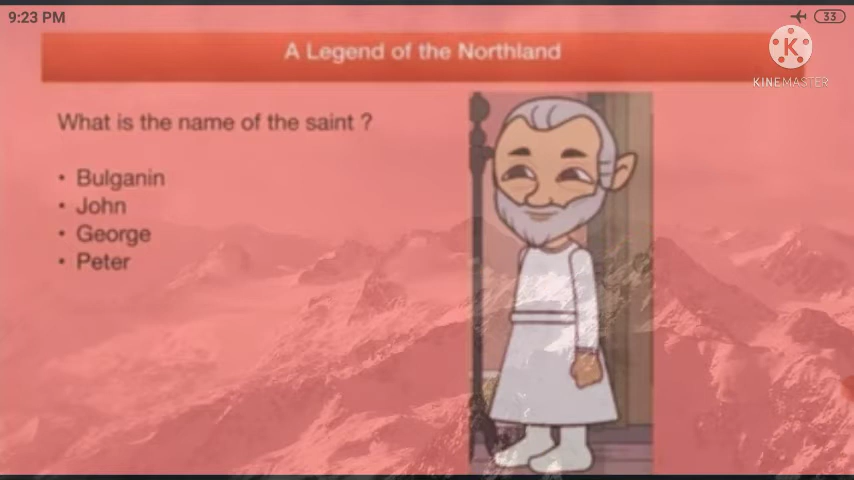 9:23 PM
33
A Legend of the Northland
K
KINEMASTER
What is the name of the saint ?
• Bulganin
• John
• George
• Peter